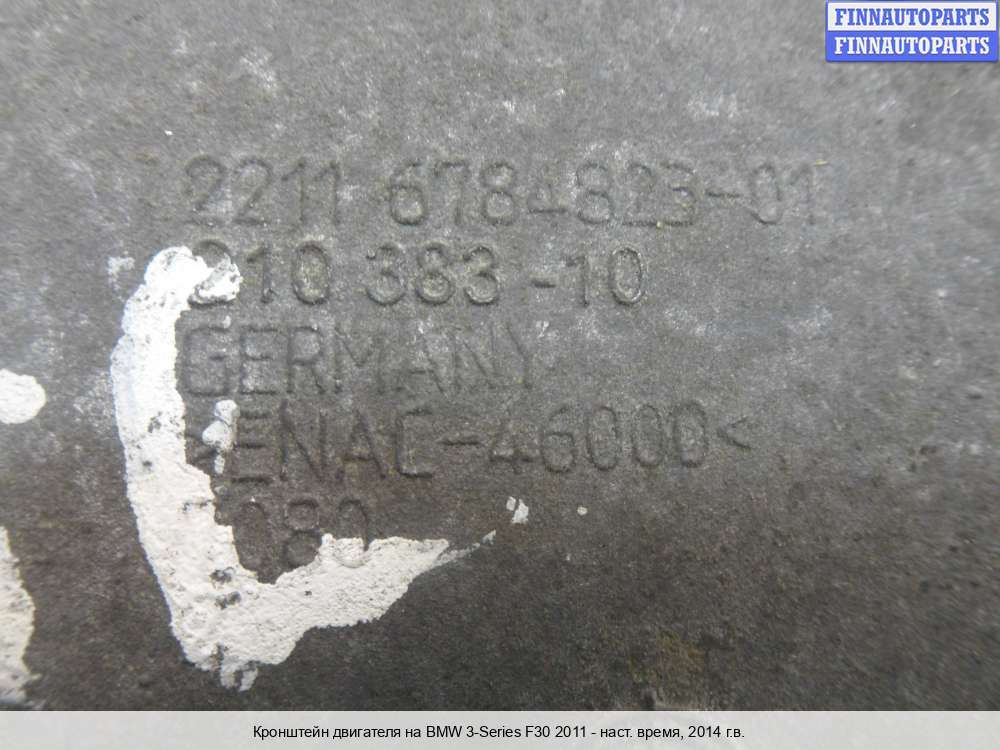 FINNAUTOPARTS
FINNAUTOPARTS
2211 6784823-01
210 383 -10
GERMANY
>ENAC-46000<
Кронштейн двигателя на BMW 3-Series F30 2011 - наст. время, 2014 г.в.